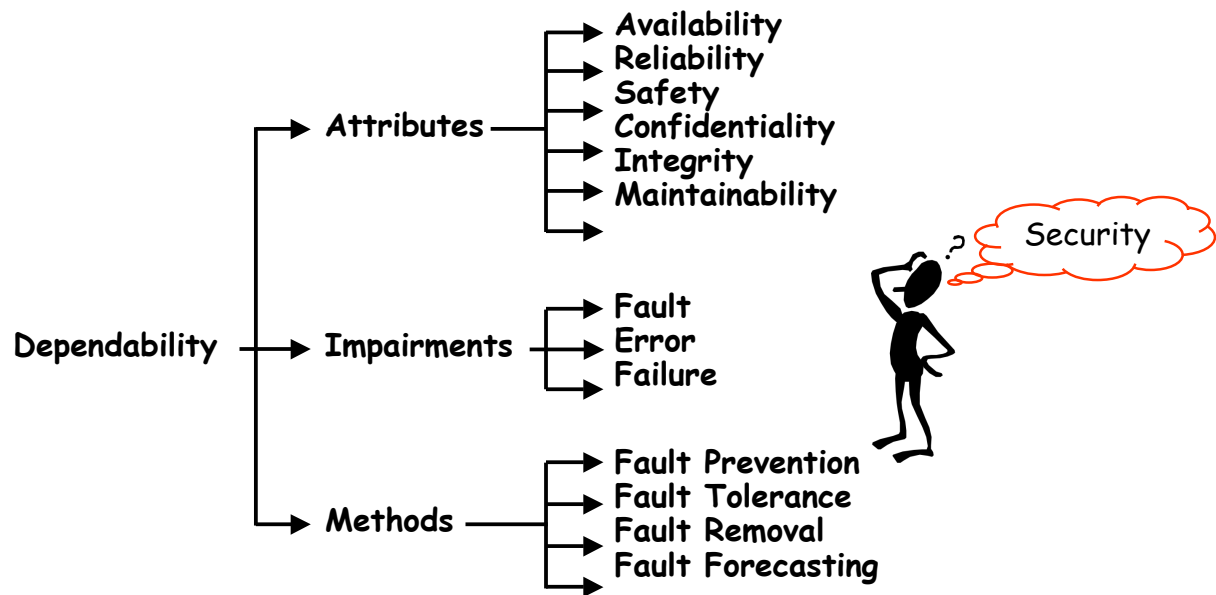 Availability
Reliability
Safety
Attributes
Confidentiality
Integrity
Maintainability
Security
?
Fault
Dependability
Impairments
Error
Failure
Fault Prevention
Fault Tolerance
Methods
Fault Removal
Fault Forecasting